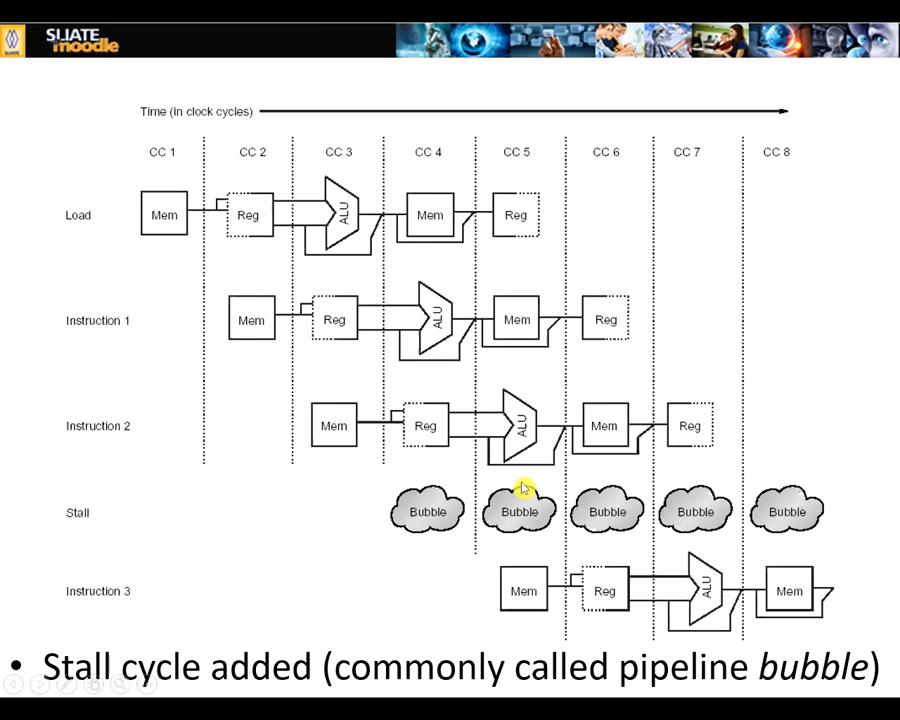 SLIATE
moodle
Time (in clock cycles)
CC 1 CC 2 CC 3 CC 4 CC 5 CC 6 CC 7 CC 8
Load Mem Reg ALU Mem Reg
Instruction 1 Mem Reg ALU Mem Reg
Instruction 2 Mem Reg ALU Mem Reg
Stall Bubble Bubble Bubble Bubble Bubble
Instruction 3 Mem Reg ALU Mem
• Stall cycle added (commonly called pipeline bubble)